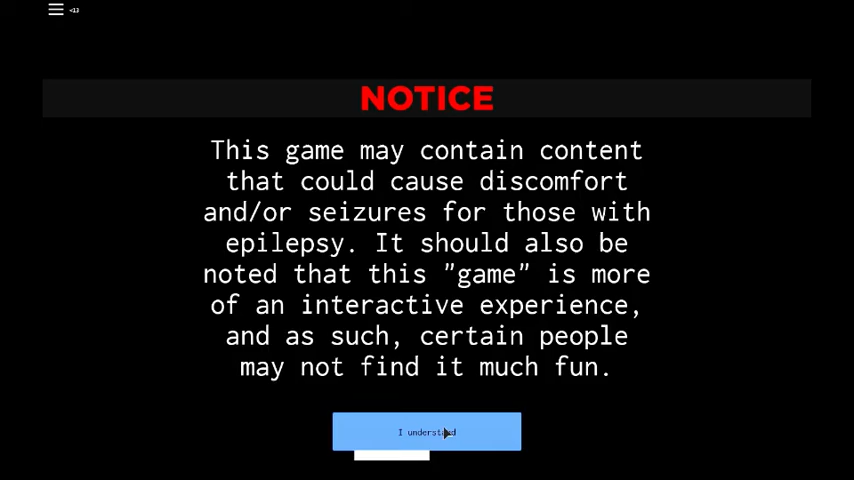 <13
NOTICE
This game may contain content
that could cause discomfort
and/or seizures for those with
epilepsy. It should also be
noted that this "game" is more
of an interactive experience,
and as such, certain people
may not find it much fun.
I understand